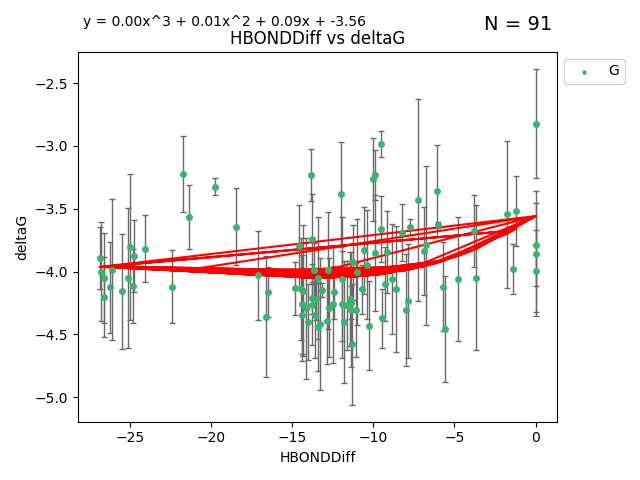 y = 0.00x^3 + 0.01x^2 + 0.09x + -3.56
N = 91
HBONDDiff vs deltaG
G
−2.5
−3.0
−3.5
−4.0
−4.5
−5.0
deltaG
−25 −20 −15 −10 −5 0
HBONDDiff